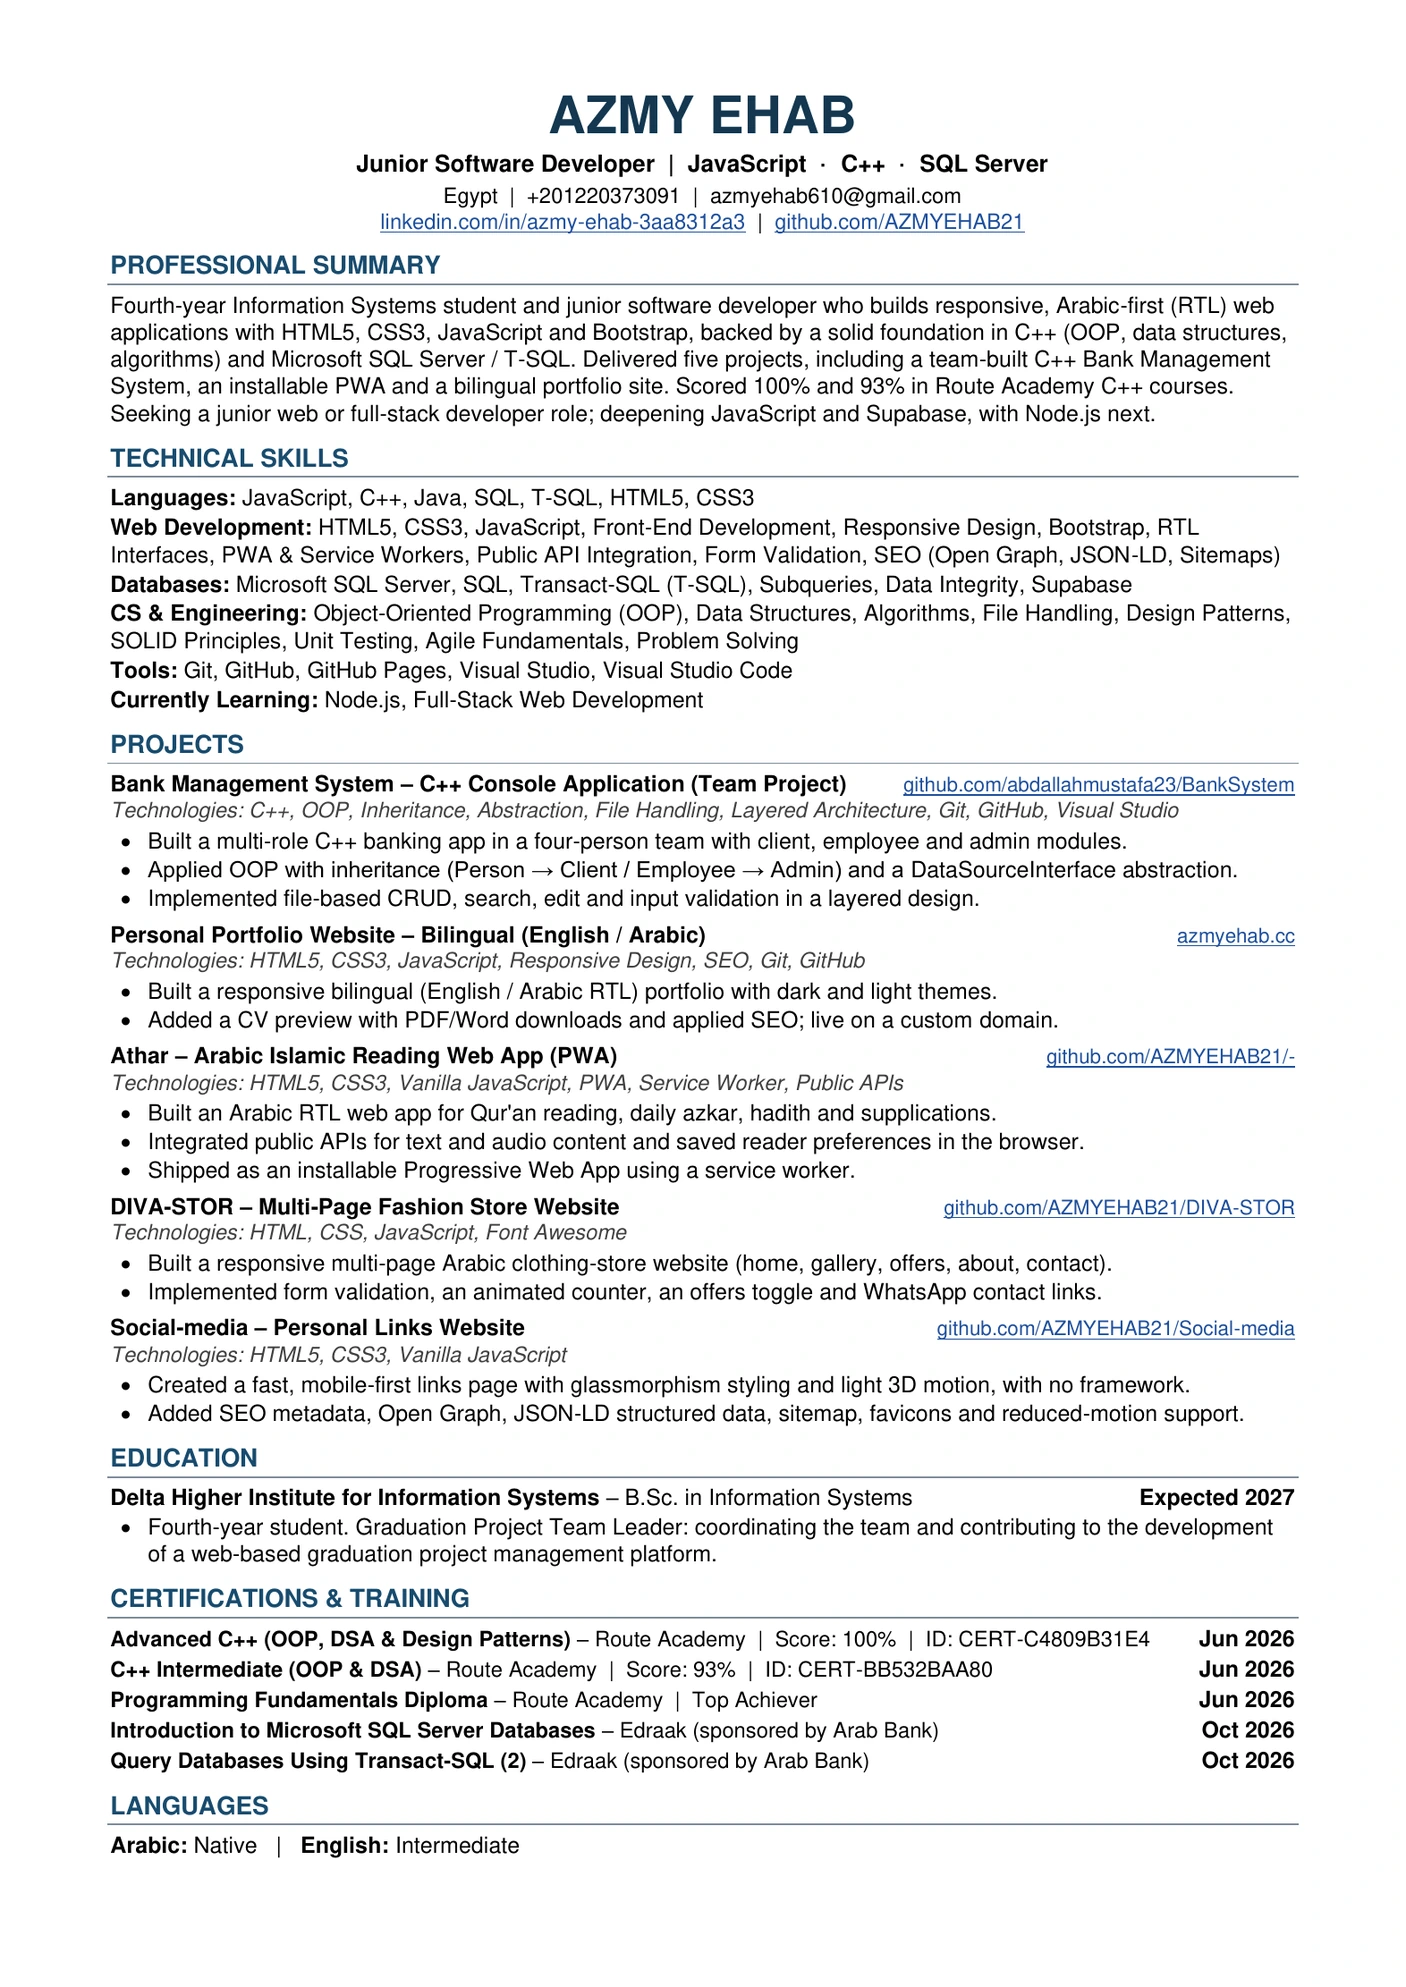 AZMY EHAB
Junior Software Developer | JavaScript · C++ · SQL Server
Egypt | +201220373091 | azmyehab610@gmail.com
linkedin.com/in/azmy-ehab-3aa8312a3 | github.com/AZMYEHAB21
PROFESSIONAL SUMMARY
Fourth-year Information Systems student and junior software developer who builds responsive, Arabic-first (RTL) web
applications with HTML5, CSS3, JavaScript and Bootstrap, backed by a solid foundation in C++ (OOP, data structures,
algorithms) and Microsoft SQL Server / T-SQL. Delivered five projects, including a team-built C++ Bank Management
System, an installable PWA and a bilingual portfolio site. Scored 100% and 93% in Route Academy C++ courses.
Seeking a junior web or full-stack developer role; deepening JavaScript and Supabase, with Node.js next.
TECHNICAL SKILLS
Languages: JavaScript, C++, Java, SQL, T-SQL, HTML5, CSS3
Web Development: HTML5, CSS3, JavaScript, Front-End Development, Responsive Design, Bootstrap, RTL
Interfaces, PWA & Service Workers, Public API Integration, Form Validation, SEO (Open Graph, JSON-LD, Sitemaps)
Databases: Microsoft SQL Server, SQL, Transact-SQL (T-SQL), Subqueries, Data Integrity, Supabase
CS & Engineering: Object-Oriented Programming (OOP), Data Structures, Algorithms, File Handling, Design Patterns,
SOLID Principles, Unit Testing, Agile Fundamentals, Problem Solving
Tools: Git, GitHub, GitHub Pages, Visual Studio, Visual Studio Code
Currently Learning: Node.js, Full-Stack Web Development
PROJECTS
Bank Management System – C++ Console Application (Team Project) github.com/abdallahmustafa23/BankSystem
Technologies: C++, OOP, Inheritance, Abstraction, File Handling, Layered Architecture, Git, GitHub, Visual Studio
• Built a multi-role C++ banking app in a four-person team with client, employee and admin modules.
• Applied OOP with inheritance (Person → Client / Employee → Admin) and a DataSourceInterface abstraction.
• Implemented file-based CRUD, search, edit and input validation in a layered design.
Personal Portfolio Website – Bilingual (English / Arabic) azmyehab.cc
Technologies: HTML5, CSS3, JavaScript, Responsive Design, SEO, Git, GitHub
• Built a responsive bilingual (English / Arabic RTL) portfolio with dark and light themes.
• Added a CV preview with PDF/Word downloads and applied SEO; live on a custom domain.
Athar – Arabic Islamic Reading Web App (PWA) github.com/AZMYEHAB21/-
Technologies: HTML5, CSS3, Vanilla JavaScript, PWA, Service Worker, Public APIs
• Built an Arabic RTL web app for Qur'an reading, daily azkar, hadith and supplications.
• Integrated public APIs for text and audio content and saved reader preferences in the browser.
• Shipped as an installable Progressive Web App using a service worker.
DIVA-STOR – Multi-Page Fashion Store Website github.com/AZMYEHAB21/DIVA-STOR
Technologies: HTML, CSS, JavaScript, Font Awesome
• Built a responsive multi-page Arabic clothing-store website (home, gallery, offers, about, contact).
• Implemented form validation, an animated counter, an offers toggle and WhatsApp contact links.
Social-media – Personal Links Website github.com/AZMYEHAB21/Social-media
Technologies: HTML5, CSS3, Vanilla JavaScript
• Created a fast, mobile-first links page with glassmorphism styling and light 3D motion, with no framework.
• Added SEO metadata, Open Graph, JSON-LD structured data, sitemap, favicons and reduced-motion support.
EDUCATION
Delta Higher Institute for Information Systems – B.Sc. in Information Systems Expected 2027
• Fourth-year student. Graduation Project Team Leader: coordinating the team and contributing to the development
of a web-based graduation project management platform.
CERTIFICATIONS & TRAINING
Advanced C++ (OOP, DSA & Design Patterns) – Route Academy | Score: 100% | ID: CERT-C4809B31E4 Jun 2026
C++ Intermediate (OOP & DSA) – Route Academy | Score: 93% | ID: CERT-BB532BAA80 Jun 2026
Programming Fundamentals Diploma – Route Academy | Top Achiever Jun 2026
Introduction to Microsoft SQL Server Databases – Edraak (sponsored by Arab Bank) Oct 2026
Query Databases Using Transact-SQL (2) – Edraak (sponsored by Arab Bank) Oct 2026
LANGUAGES
Arabic: Native | English: Intermediate